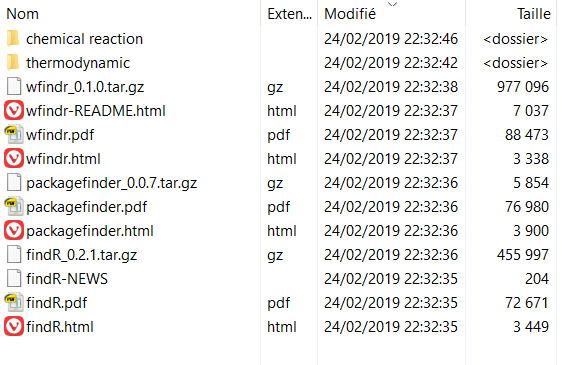 Nom Exten... Modifié Taille
chemical reaction 24/02/2019 22:32:46 <dossier>
thermodynamic 24/02/2019 22:32:42 <dossier>
wfindr_0.1.0.tar.gz gz 24/02/2019 22:32:38 977 096
wfindr-README.html html 24/02/2019 22:32:37 7 037
wfindr.pdf pdf 24/02/2019 22:32:37 88 473
wfindr.html html 24/02/2019 22:32:37 3 338
packagefinder_0.0.7.tar.gz gz 24/02/2019 22:32:36 5 854
packagefinder.pdf pdf 24/02/2019 22:32:36 76 980
packagefinder.html html 24/02/2019 22:32:36 3 900
findR_0.2.1.tar.gz gz 24/02/2019 22:32:36 455 997
findR-NEWS 24/02/2019 22:32:35 204
findR.pdf pdf 24/02/2019 22:32:35 72 671
findR.html html 24/02/2019 22:32:35 3 449